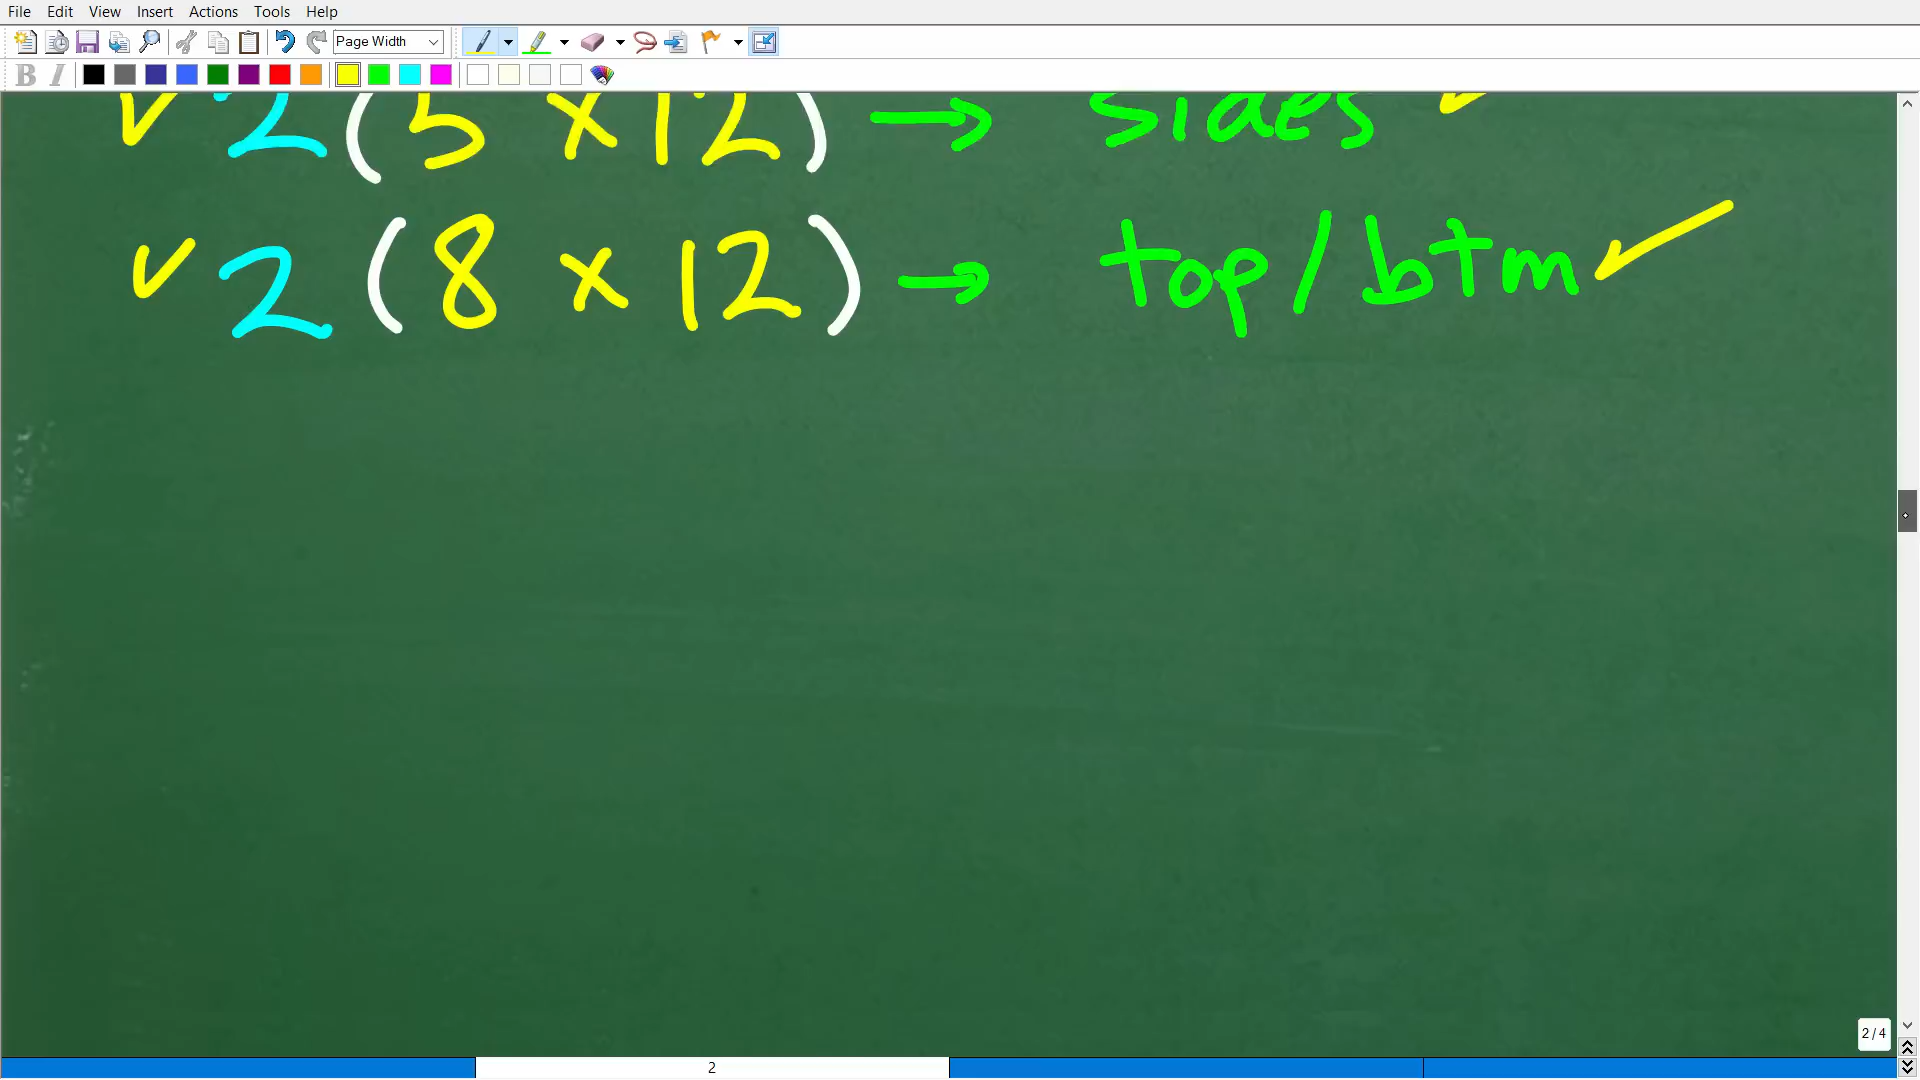 File Edit View Insert Actions Tools Help
Page Width
B I
✓ 2 ( 5 x 12 ) → sides ✓
✓ 2 ( 8 x 12 ) → top / btm ✓
2 / 4
2